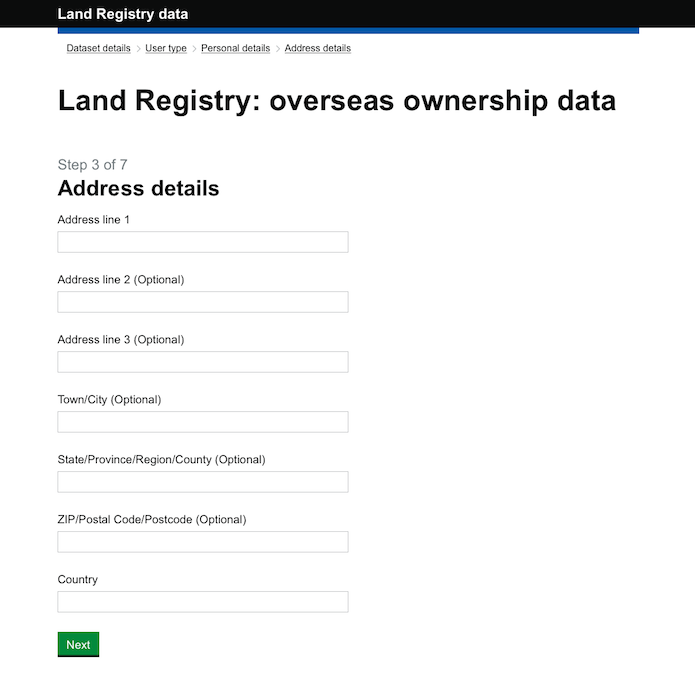 Land Registry data
Dataset details > User type > Personal details > Address details
Land Registry: overseas ownership data
Step 3 of 7
Address details
Address line 1
Address line 2 (Optional)
Address line 3 (Optional)
Town/City (Optional)
State/Province/Region/County (Optional)
ZIP/Postal Code/Postcode (Optional)
Country
Next